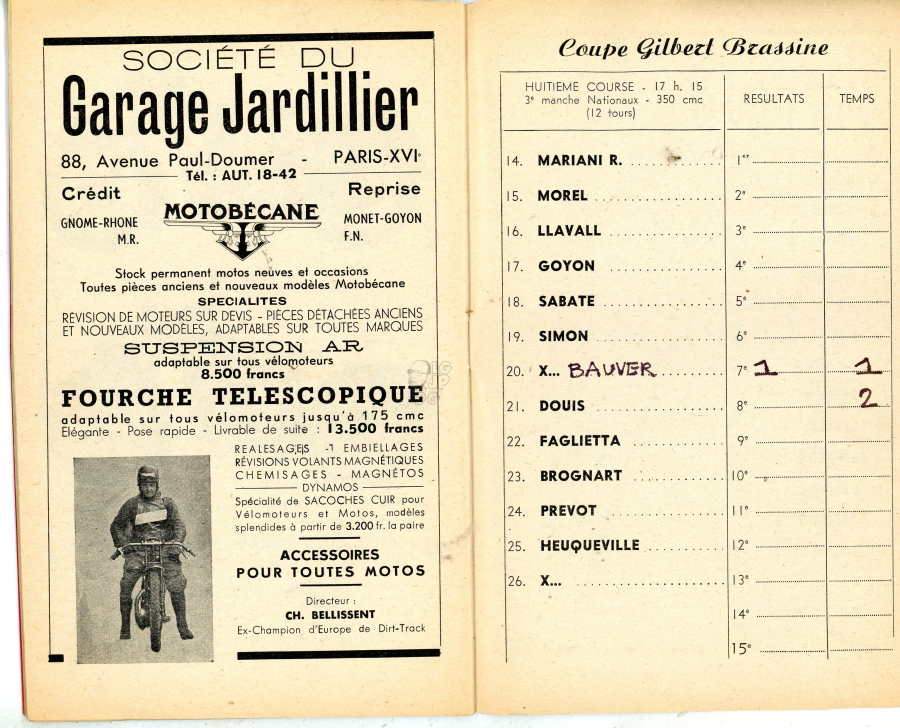 SOCIÉTÉ DU
Garage Jardillier
88, Avenue Paul-Doumer - PARIS-XVIe
Tél. : AUT. 18-42
Crédit
Reprise
GNOME-RHONE
M.R.
MOTOBÉCANE
MONET-GOYON
F.N.
Stock permanent motos neuves et occasions
Toutes pièces anciens et nouveaux modèles Motobécane
SPECIALITES
REVISION DE MOTEURS SUR DEVIS - PIÈCES DÉTACHÉES ANCIENS
ET NOUVEAUX MODÈLES, ADAPTABLES SUR TOUTES MARQUES
SUSPENSION AR
adaptable sur tous vélomoteurs
8.500 francs
FOURCHE TELESCOPIQUE
adaptable sur tous vélomoteurs jusqu'à 175 cmc
Elégante - Pose rapide - Livrable de suite : 13.500 francs
REALESAGES - EMBIELLAGES
RÉVISIONS VOLANTS MAGNÉTIQUES
CHEMISAGES - MAGNÉTOS
DYNAMOS
Spécialité de SACOCHES CUIR pour
Vélomoteurs et Motos, modèles
splendides à partir de 3.200 fr. la paire
ACCESSOIRES
POUR TOUTES MOTOS
Directeur :
CH. BELLISSENT
Ex-Champion d'Europe de Dirt-Track
Coupe Gilbert Brassine
HUITIEME COURSE - 17 h. 15
3e manche Nationaux - 350 cmc
(12 tours)
RESULTATS
TEMPS
14. MARIANI R. 1er
15. MOREL 2e
16. LLAVALL 3e
17. GOYON 4e
18. SABATE 5e
19. SIMON 6e
20. X... BAUVER 7e 1 1
21. DOUIS 8e 2
22. FAGLIETTA 9e
23. BROGNART 10e
24. PREVOT 11e
25. HEUQUEVILLE 12e
26. X... 13e
14e
15e